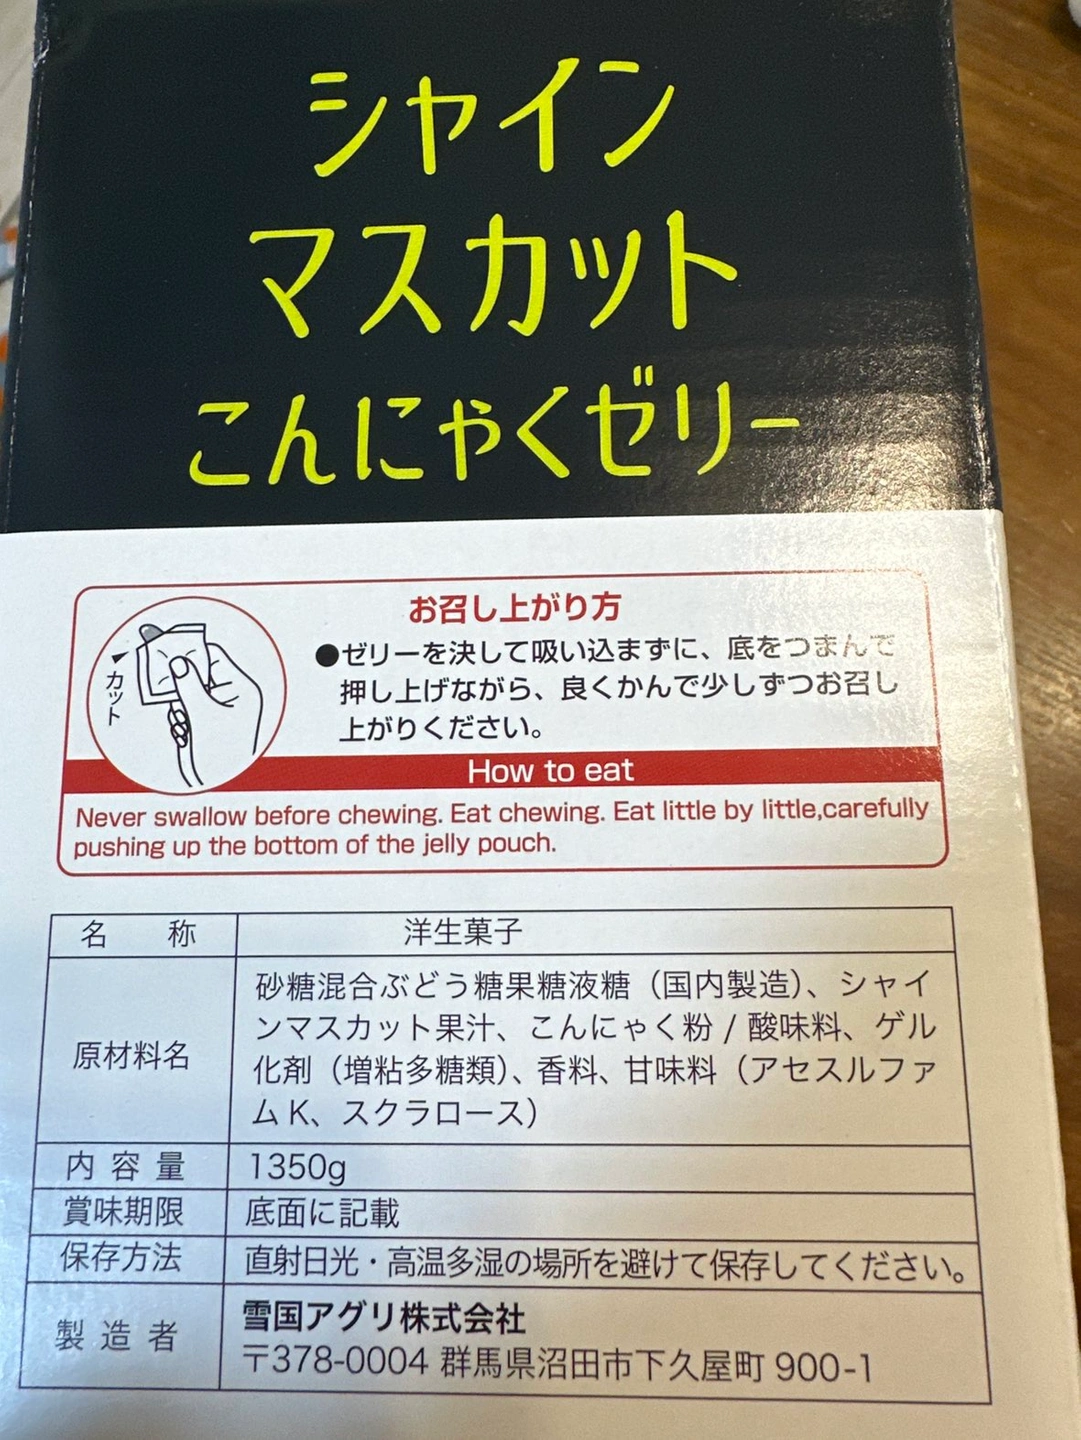 シャイン
マスカット
こんにゃくゼリー
お召し上がり方
カット
●ゼリーを決して吸い込まずに、底をつまんで
押し上げながら、良くかんで少しずつお召し
上がりください。
How to eat
Never swallow before chewing. Eat chewing. Eat little by little,carefully
pushing up the bottom of the jelly pouch.
名 称 洋生菓子
原材料名
砂糖混合ぶどう糖果糖液糖（国内製造）、シャイ
ンマスカット果汁、こんにゃく粉 / 酸味料、ゲル
化剤（増粘多糖類）、香料、甘味料（アセスルファ
ムK、スクラロース）
内容量 1350g
賞味期限 底面に記載
保存方法 直射日光・高温多湿の場所を避けて保存してください。
製造者
雪国アグリ株式会社
〒378-0004 群馬県沼田市下久屋町 900-1